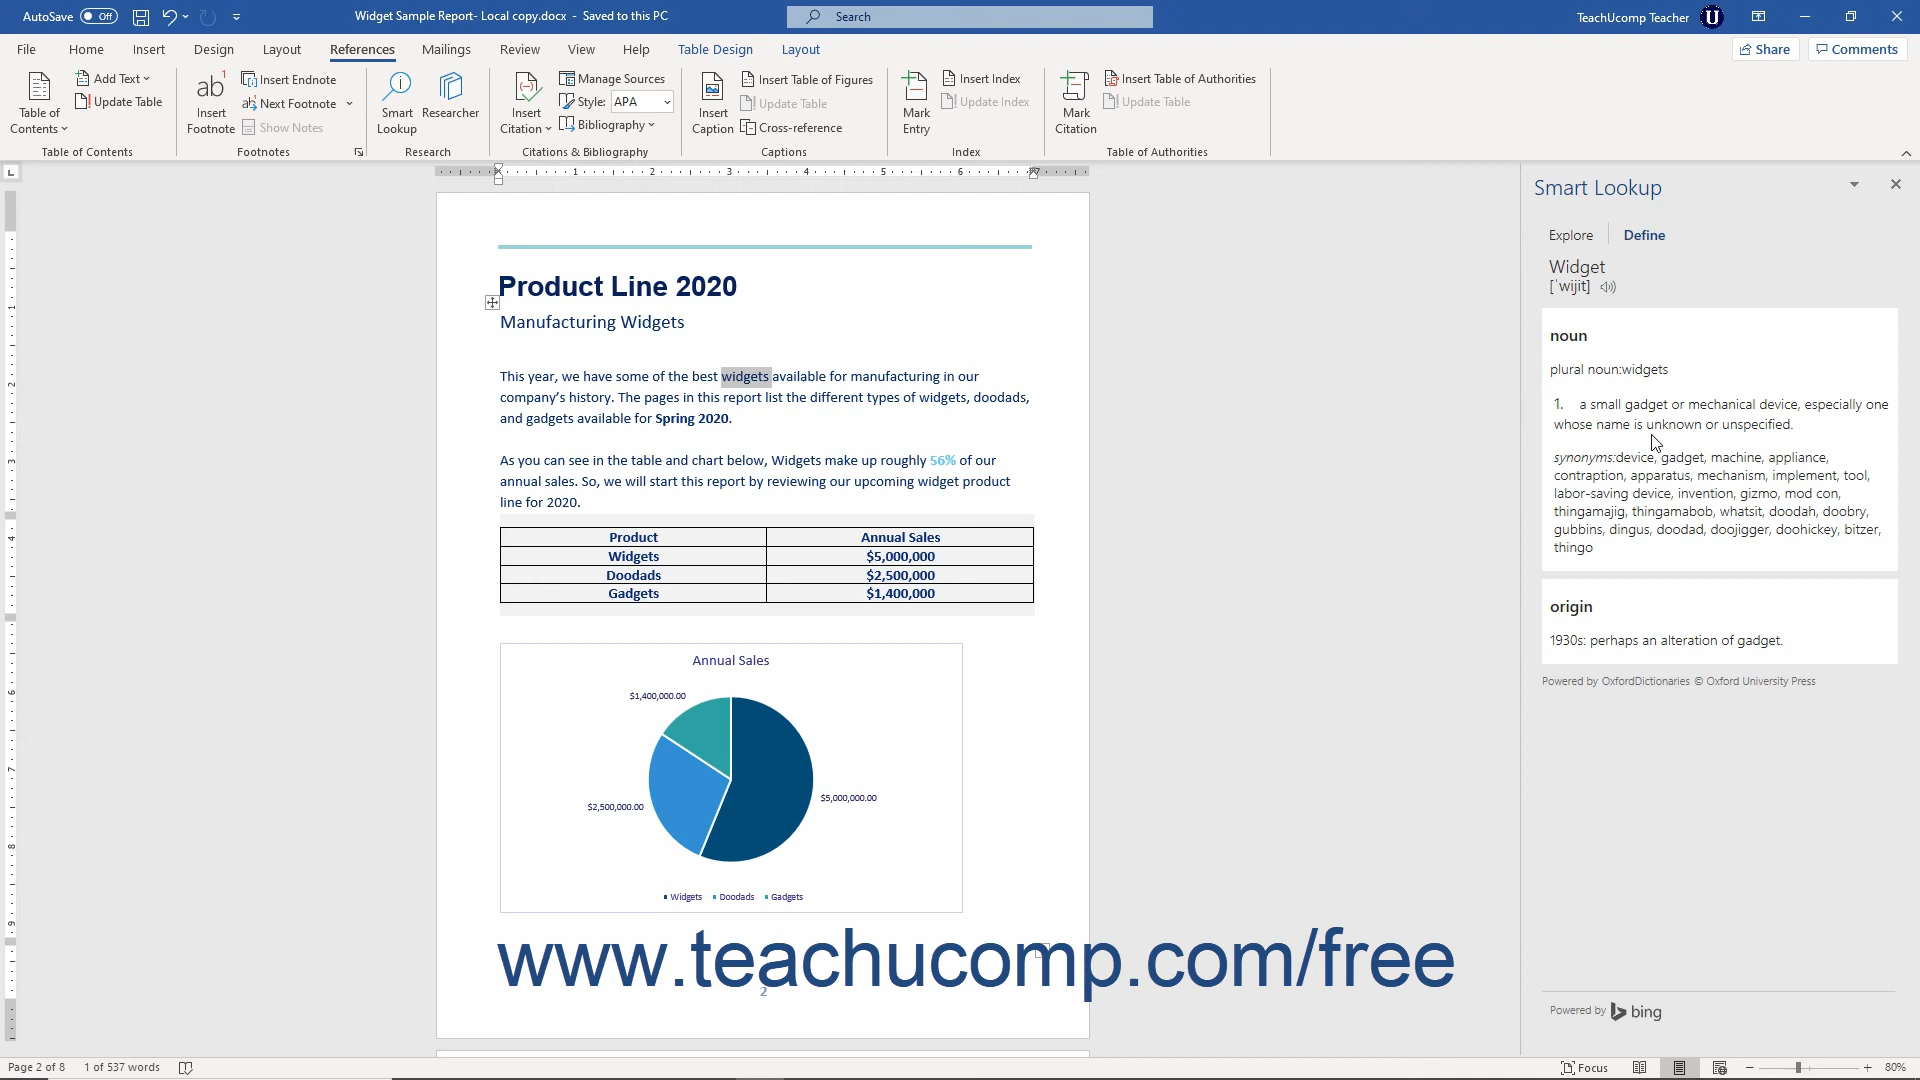 AutoSave Off
Widget Sample Report- Local copy.docx - Saved to this PC
Search
TeachUcomp Teacher U
File Home Insert Design Layout References Mailings Review View Help Table Design Layout
Share Comments
Table of Contents
Add Text
Update Table
Table of Contents
ab1
Insert Footnote
Insert Endnote
ab Next Footnote
Show Notes
Footnotes
Smart Lookup
Researcher
Research
Insert Citation
Manage Sources
Style: APA
Bibliography
Citations & Bibliography
Insert Caption
Insert Table of Figures
Update Table
Cross-reference
Captions
Mark Entry
Insert Index
Update Index
Index
Mark Citation
Insert Table of Authorities
Update Table
Table of Authorities
1 2 3 4 5 6
Product Line 2020
Manufacturing Widgets
This year, we have some of the best widgets available for manufacturing in our
company's history. The pages in this report list the different types of widgets, doodads,
and gadgets available for Spring 2020.
As you can see in the table and chart below, Widgets make up roughly 56% of our
annual sales. So, we will start this report by reviewing our upcoming widget product
line for 2020.
Product Annual Sales
Widgets $5,000,000
Doodads $2,500,000
Gadgets $1,400,000
Annual Sales
$1,400,000.00
$5,000,000.00
$2,500,000.00
Widgets Doodads Gadgets
www.teachucomp.com/free
2
Smart Lookup
Explore Define
Widget
[ˈwijit]
noun
plural noun:widgets
1. a small gadget or mechanical device, especially one
whose name is unknown or unspecified.
synonyms:device, gadget, machine, appliance,
contraption, apparatus, mechanism, implement, tool,
labor-saving device, invention, gizmo, mod con,
thingamajig, thingamabob, whatsit, doodah, doobry,
gubbins, dingus, doodad, doojigger, doohickey, bitzer,
thingo
origin
1930s: perhaps an alteration of gadget.
Powered by OxfordDictionaries © Oxford University Press
Powered by bing
Page 2 of 8 1 of 537 words
Focus
80%